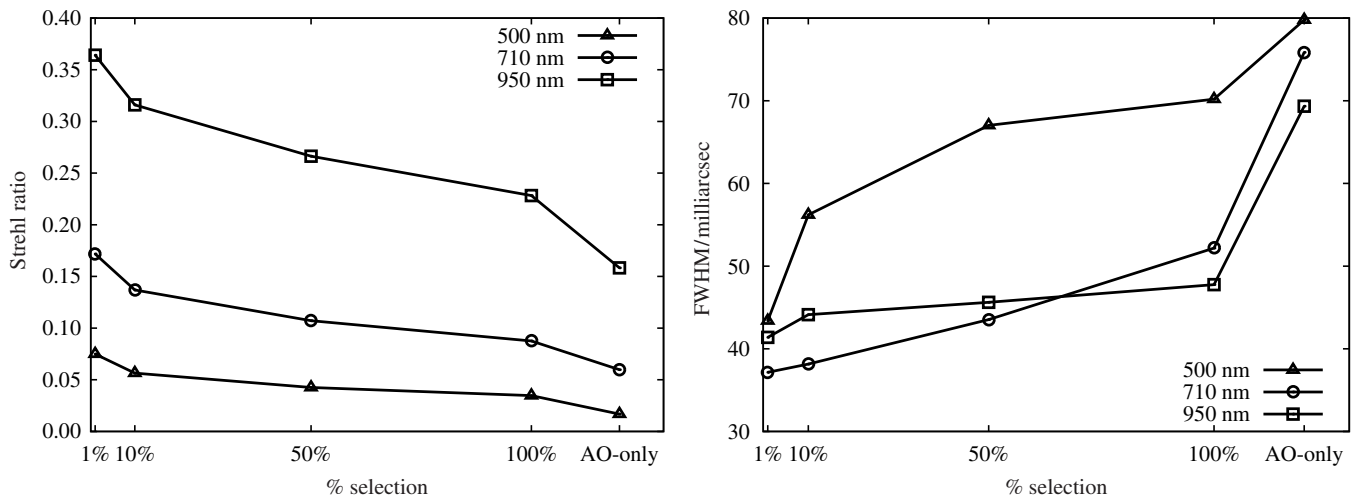 0.40
0.35
0.30
0.25
0.20
0.15
0.10
0.05
0.00
Strehl ratio
1% 10% 50% 100% AO-only
% selection
500 nm
710 nm
950 nm
80
70
60
50
40
30
FWHM/milliarcsec
1% 10% 50% 100% AO-only
% selection
500 nm
710 nm
950 nm